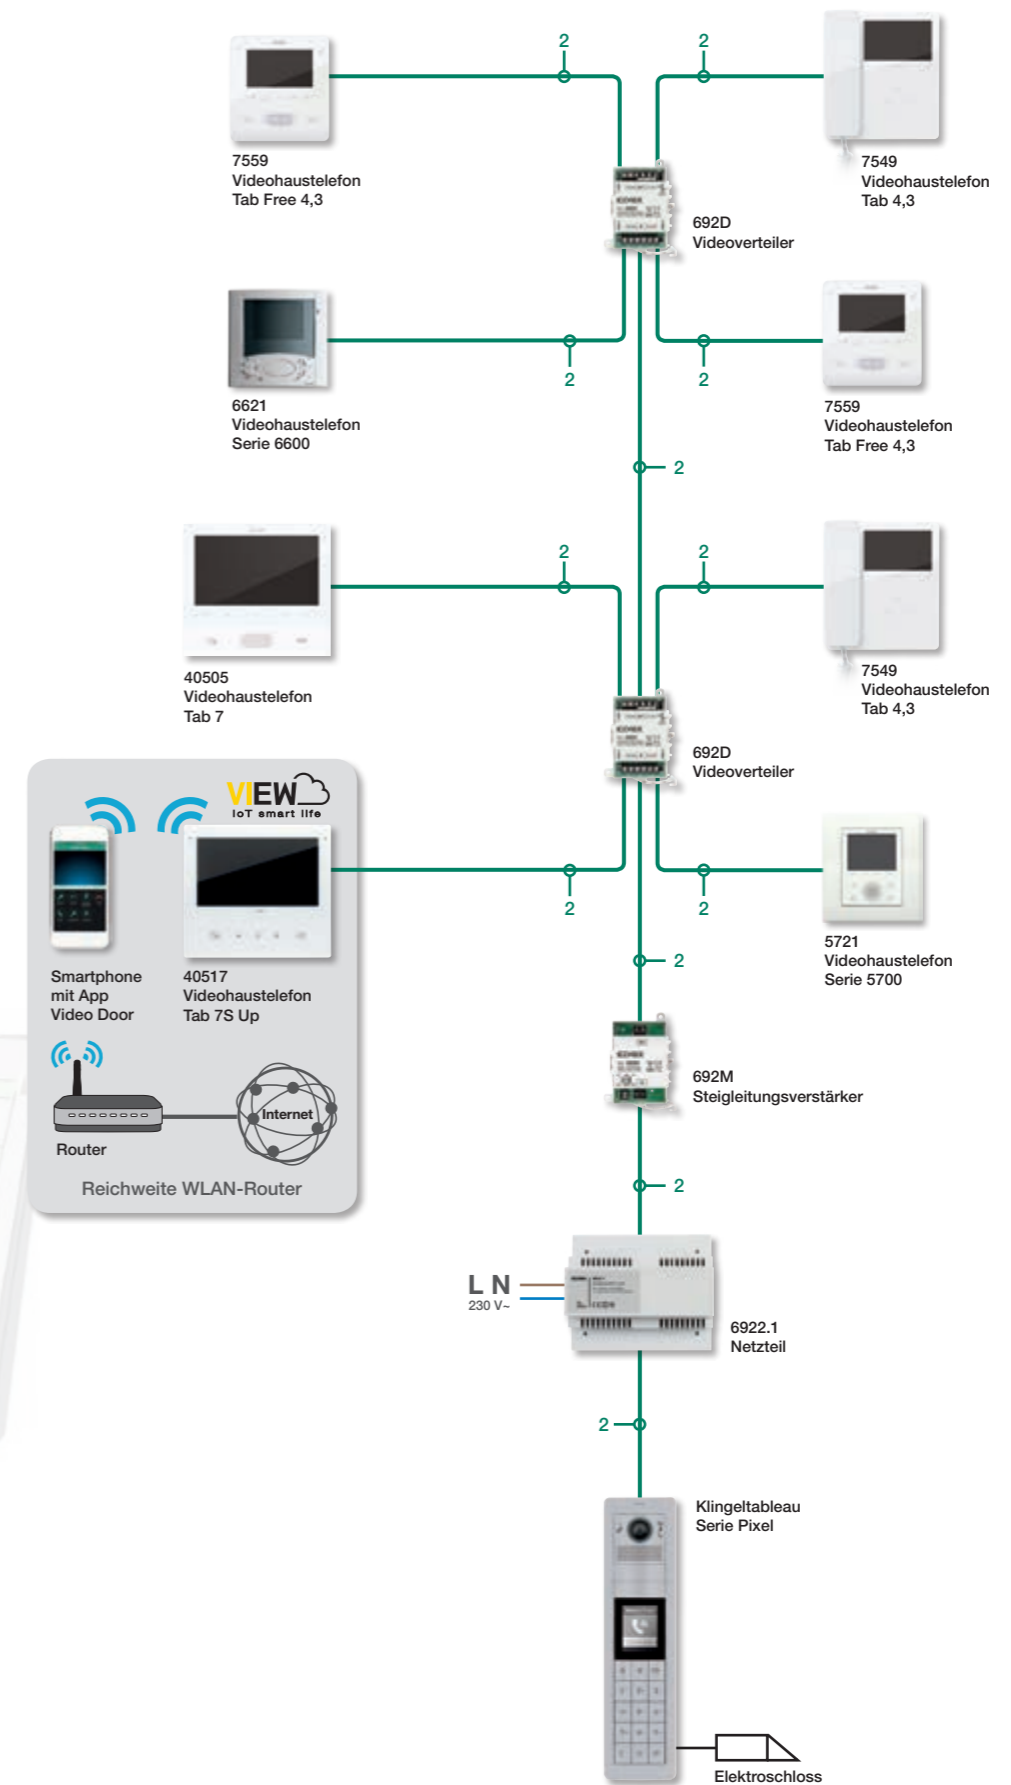 2
2
7559
Videohaustelefon
Tab Free 4,3
7549
Videohaustelefon
Tab 4,3
692D
Videoverteiler
2
2
6621
Videohaustelefon
Serie 6600
7559
Videohaustelefon
Tab Free 4,3
2
2
2
40505
Videohaustelefon
Tab 7
7549
Videohaustelefon
Tab 4,3
692D
Videoverteiler
VIEW
IoT smart life
2
2
Smartphone
mit App
Video Door
40517
Videohaustelefon
Tab 7S Up
5721
Videohaustelefon
Serie 5700
2
692M
Steigleitungsverstärker
Internet
Router
Reichweite WLAN-Router
2
L N
230 V~
6922.1
Netzteil
2
Klingeltableau
Serie Pixel
Elektroschloss